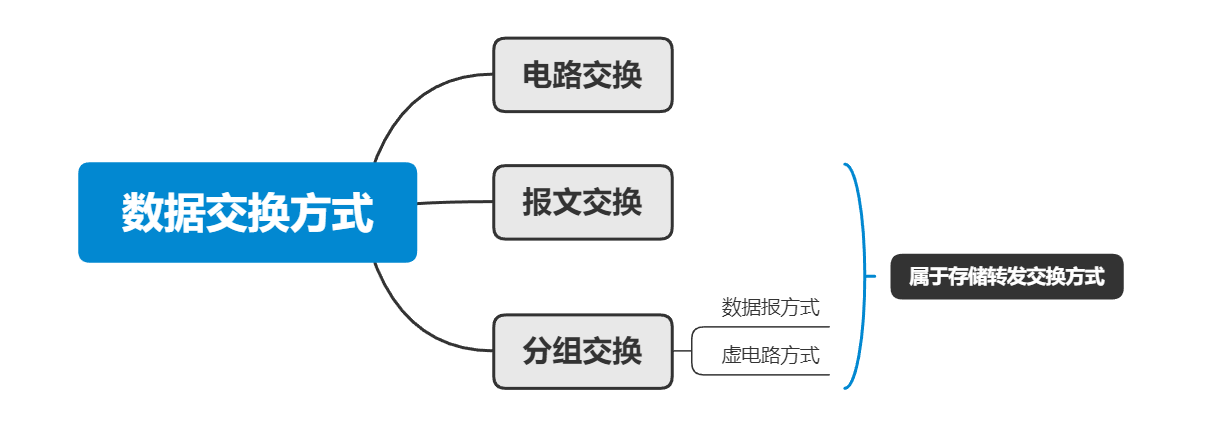 电路交换
数据交换方式
报文交换
属于存储转发交换方式
数据报方式
分组交换
虚电路方式